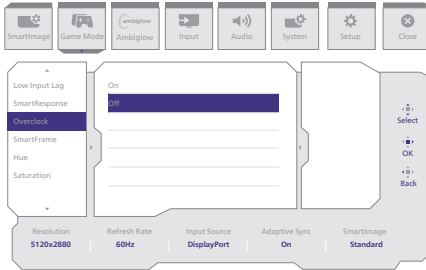 SmartImage
Game Mode
ambiglow
Ambiglow
Input
Audio
System
Setup
Close
Low Input Lag
SmartResponse
Overclock
SmartFrame
Hue
Saturation
On
Off
Select
OK
Back
Resolution
5120x2880
Refresh Rate
60Hz
Input Source
DisplayPort
Adaptive Sync
On
SmartImage
Standard